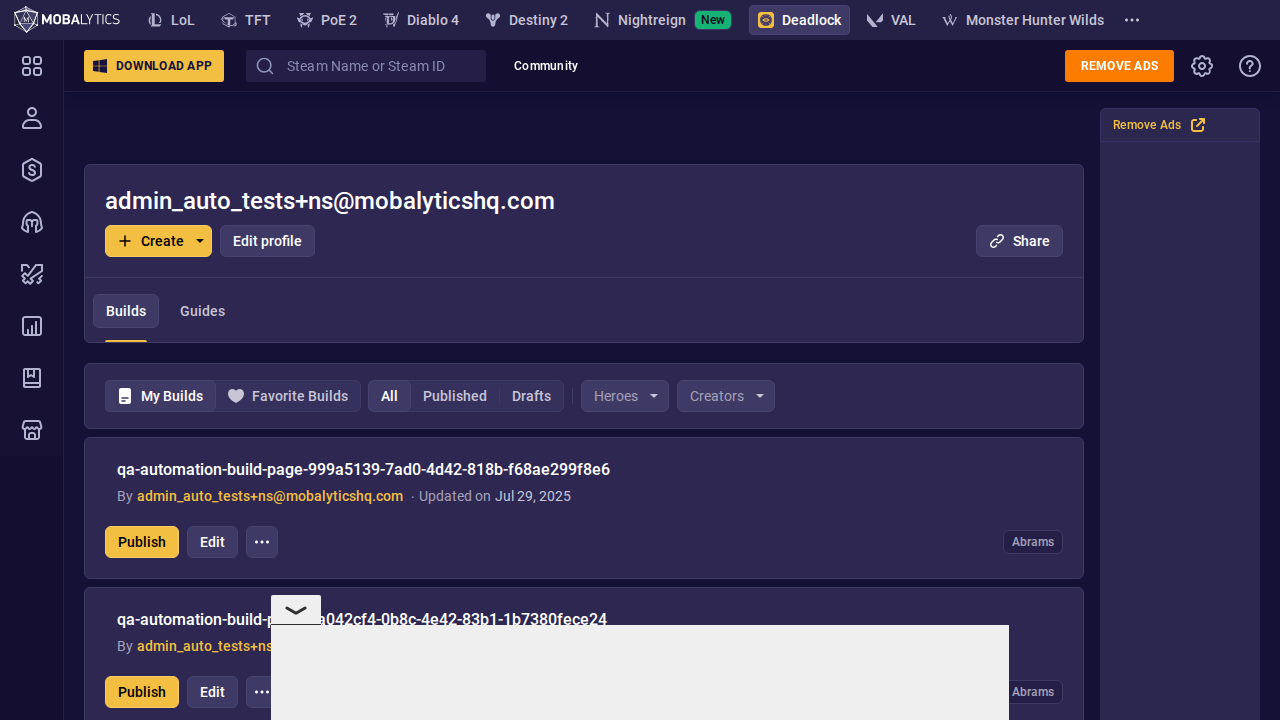 MOBALYTICS LoL TFT PoE 2 Diablo 4 Destiny 2 Nightreign New Deadlock VAL Monster Hunter Wilds
DOWNLOAD APP Steam Name or Steam ID Community REMOVE ADS
Remove Ads
admin_auto_tests+ns@mobalyticshq.com
Create Edit profile Share
Builds Guides
My Builds Favorite Builds All Published Drafts Heroes Creators
qa-automation-build-page-999a5139-7ad0-4d42-818b-f68ae299f8e6
By admin_auto_tests+ns@mobalyticshq.com · Updated on Jul 29, 2025
Publish Edit Abrams
qa-automation-build-p a042cf4-0b8c-4e42-83b1-1b7380fece24
By admin_auto_tests+ns
Publish Edit Abrams